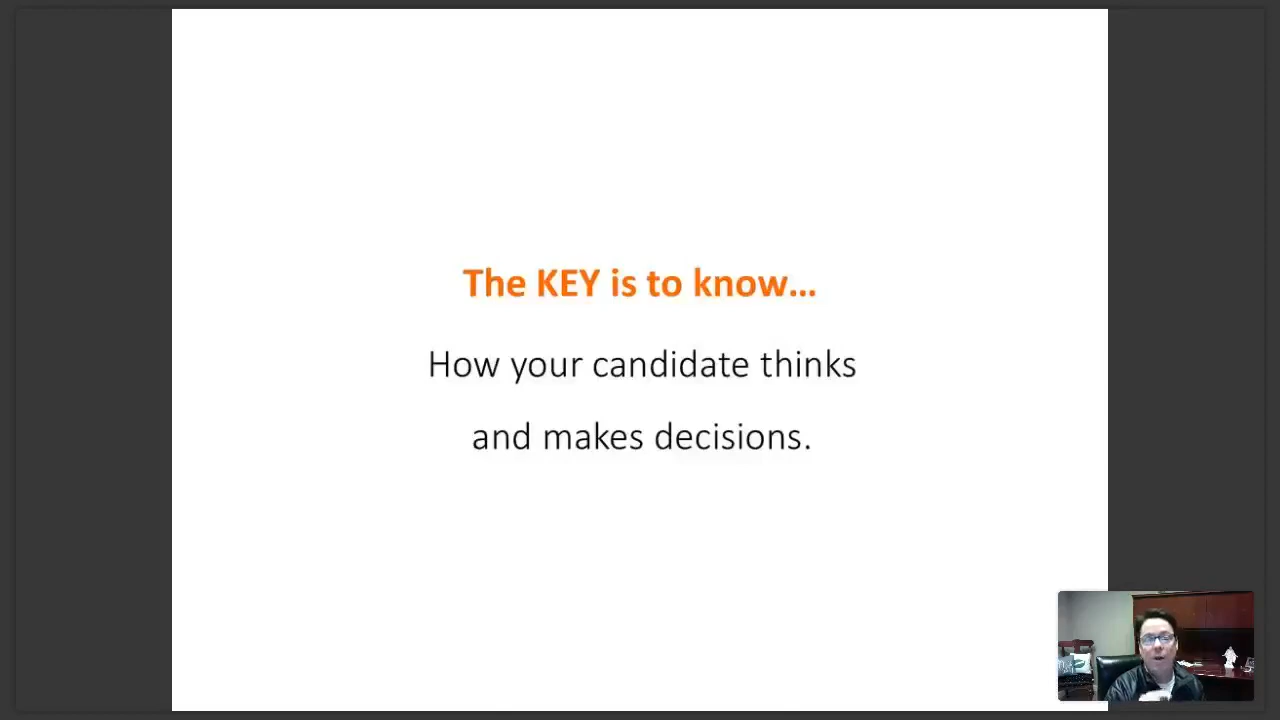 The KEY is to know...
How your candidate thinks
and makes decisions.